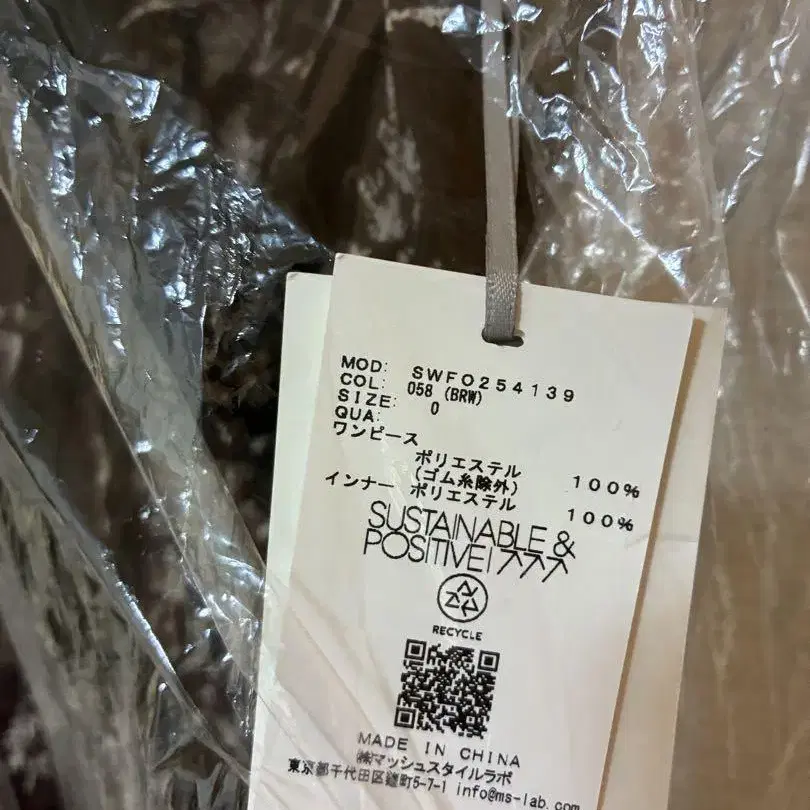 MOD: SWFO254139
COL: 058 (BRW)
SIZE: 0
QUA:
ワンピース
ポリエステル 100%
(ゴム糸除外)
インナー ポリエステル 100%
SUSTAINABLE &
POSITIVE!
RECYCLE
MADE IN CHINA
㈱マッシュスタイルラボ
東京都千代田区麹町5-7-1 info@ms-lab.com